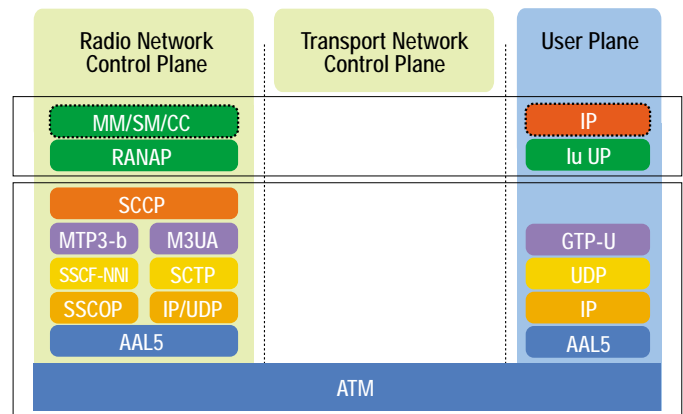 Radio Network
Control Plane
Transport Network
Control Plane
User Plane
MM/SM/CC
IP
RANAP
Iu UP
SCCP
MTP3-b
M3UA
GTP-U
SSCF-NNI
SCTP
UDP
SSCOP
IP/UDP
IP
AAL5
AAL5
ATM